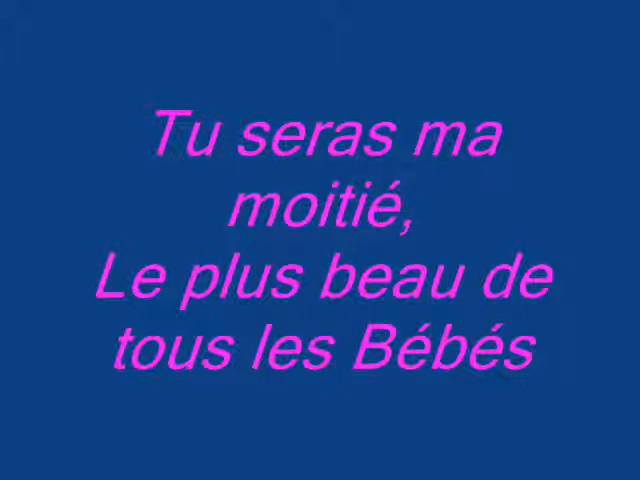 Tu seras ma
moitié,
Le plus beau de
tous les Bébés